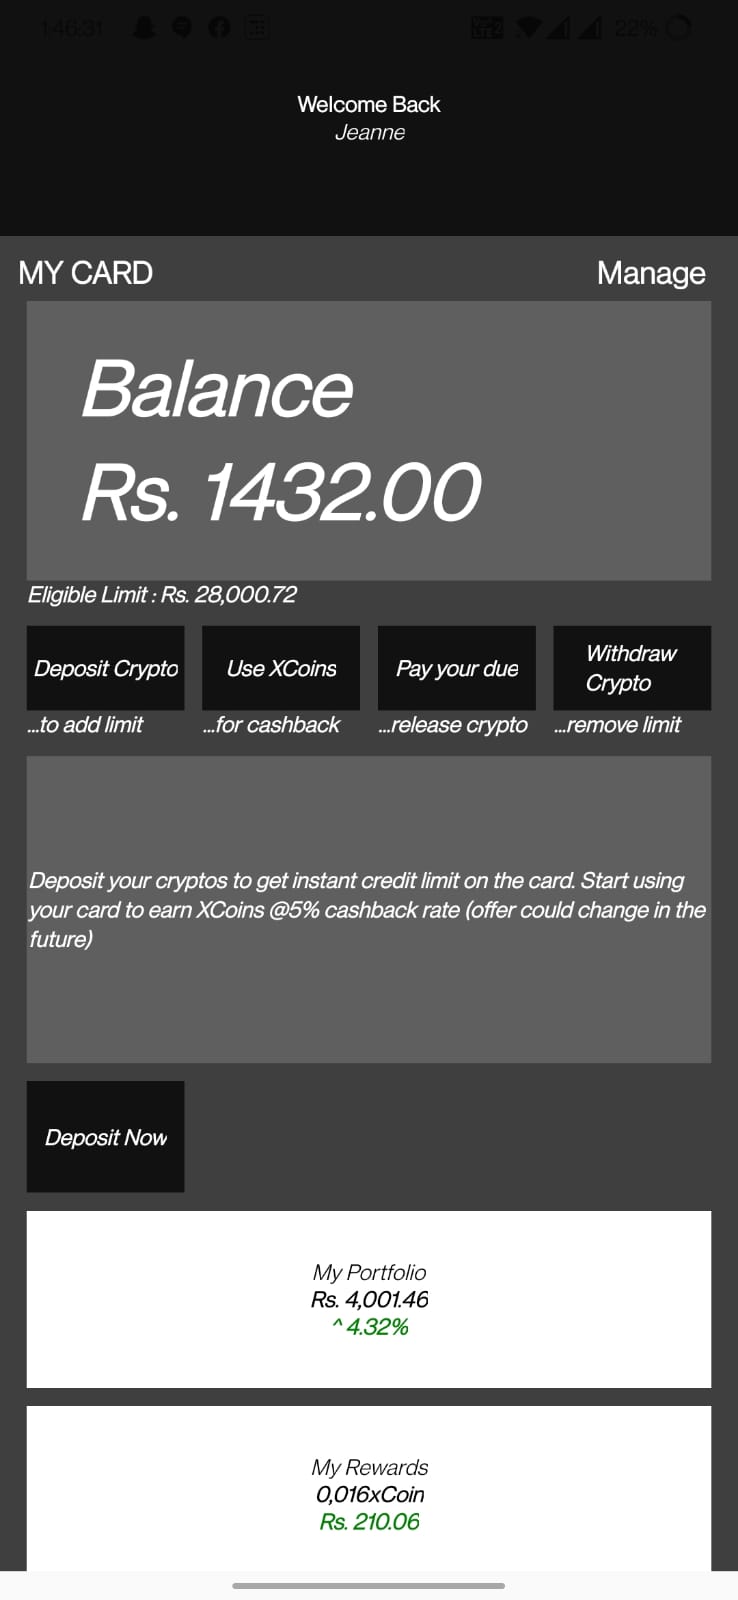 1:46:31
22%
Welcome Back
Jeanne
MY CARD
Manage
Balance
Rs. 1432.00
Eligible Limit : Rs. 28,000.72
Deposit Crypto
Use XCoins
Pay your due
Withdraw
Crypto
...to add limit
...for cashback
...release crypto
...remove limit
Deposit your cryptos to get instant credit limit on the card. Start using
your card to earn XCoins @5% cashback rate (offer could change in the
future)
Deposit Now
My Portfolio
Rs. 4,001.46
^ 4.32%
My Rewards
0,016xCoin
Rs. 210.06